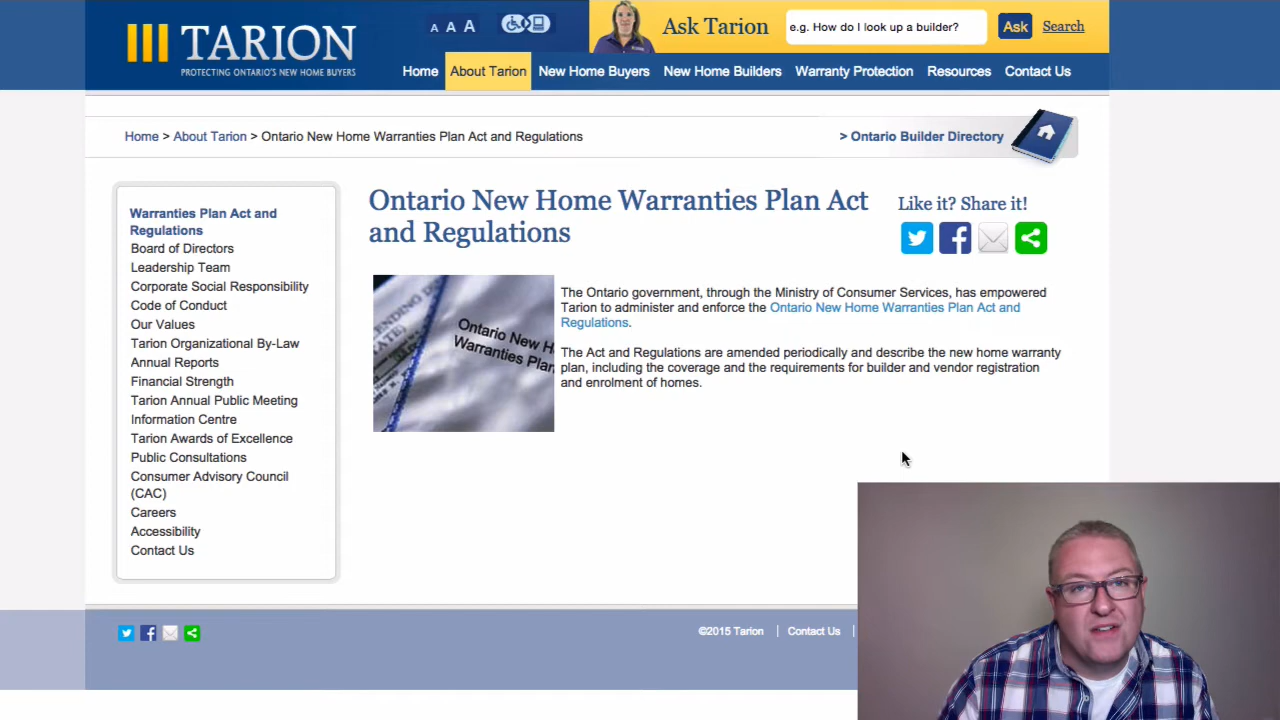 TARION
PROTECTING ONTARIO'S NEW HOME BUYERS
A A A
Ask Tarion
e.g. How do I look up a builder?
Ask
Search
Home
About Tarion
New Home Buyers
New Home Builders
Warranty Protection
Resources
Contact Us
Home > About Tarion > Ontario New Home Warranties Plan Act and Regulations
> Ontario Builder Directory
Warranties Plan Act and
Regulations
Board of Directors
Leadership Team
Corporate Social Responsibility
Code of Conduct
Our Values
Tarion Organizational By-Law
Annual Reports
Financial Strength
Tarion Annual Public Meeting
Information Centre
Tarion Awards of Excellence
Public Consultations
Consumer Advisory Council
(CAC)
Careers
Accessibility
Contact Us
Ontario New Home Warranties Plan Act
and Regulations
Like it? Share it!
Ontario New H
Warranties Plan
The Ontario government, through the Ministry of Consumer Services, has empowered
Tarion to administer and enforce the Ontario New Home Warranties Plan Act and
Regulations.
The Act and Regulations are amended periodically and describe the new home warranty
plan, including the coverage and the requirements for builder and vendor registration
and enrolment of homes.
©2015 Tarion | Contact Us |